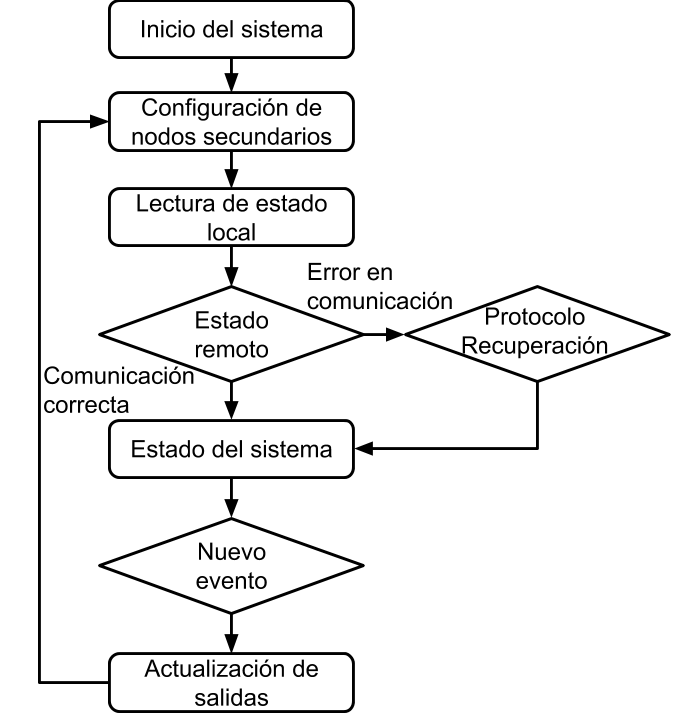 Inicio del sistema
Configuración de
nodos secundarios
Lectura de estado
local
Error en
comunicación
Estado
remoto
Protocolo
Recuperación
Comunicación
correcta
Estado del sistema
Nuevo
evento
Actualización de
salidas